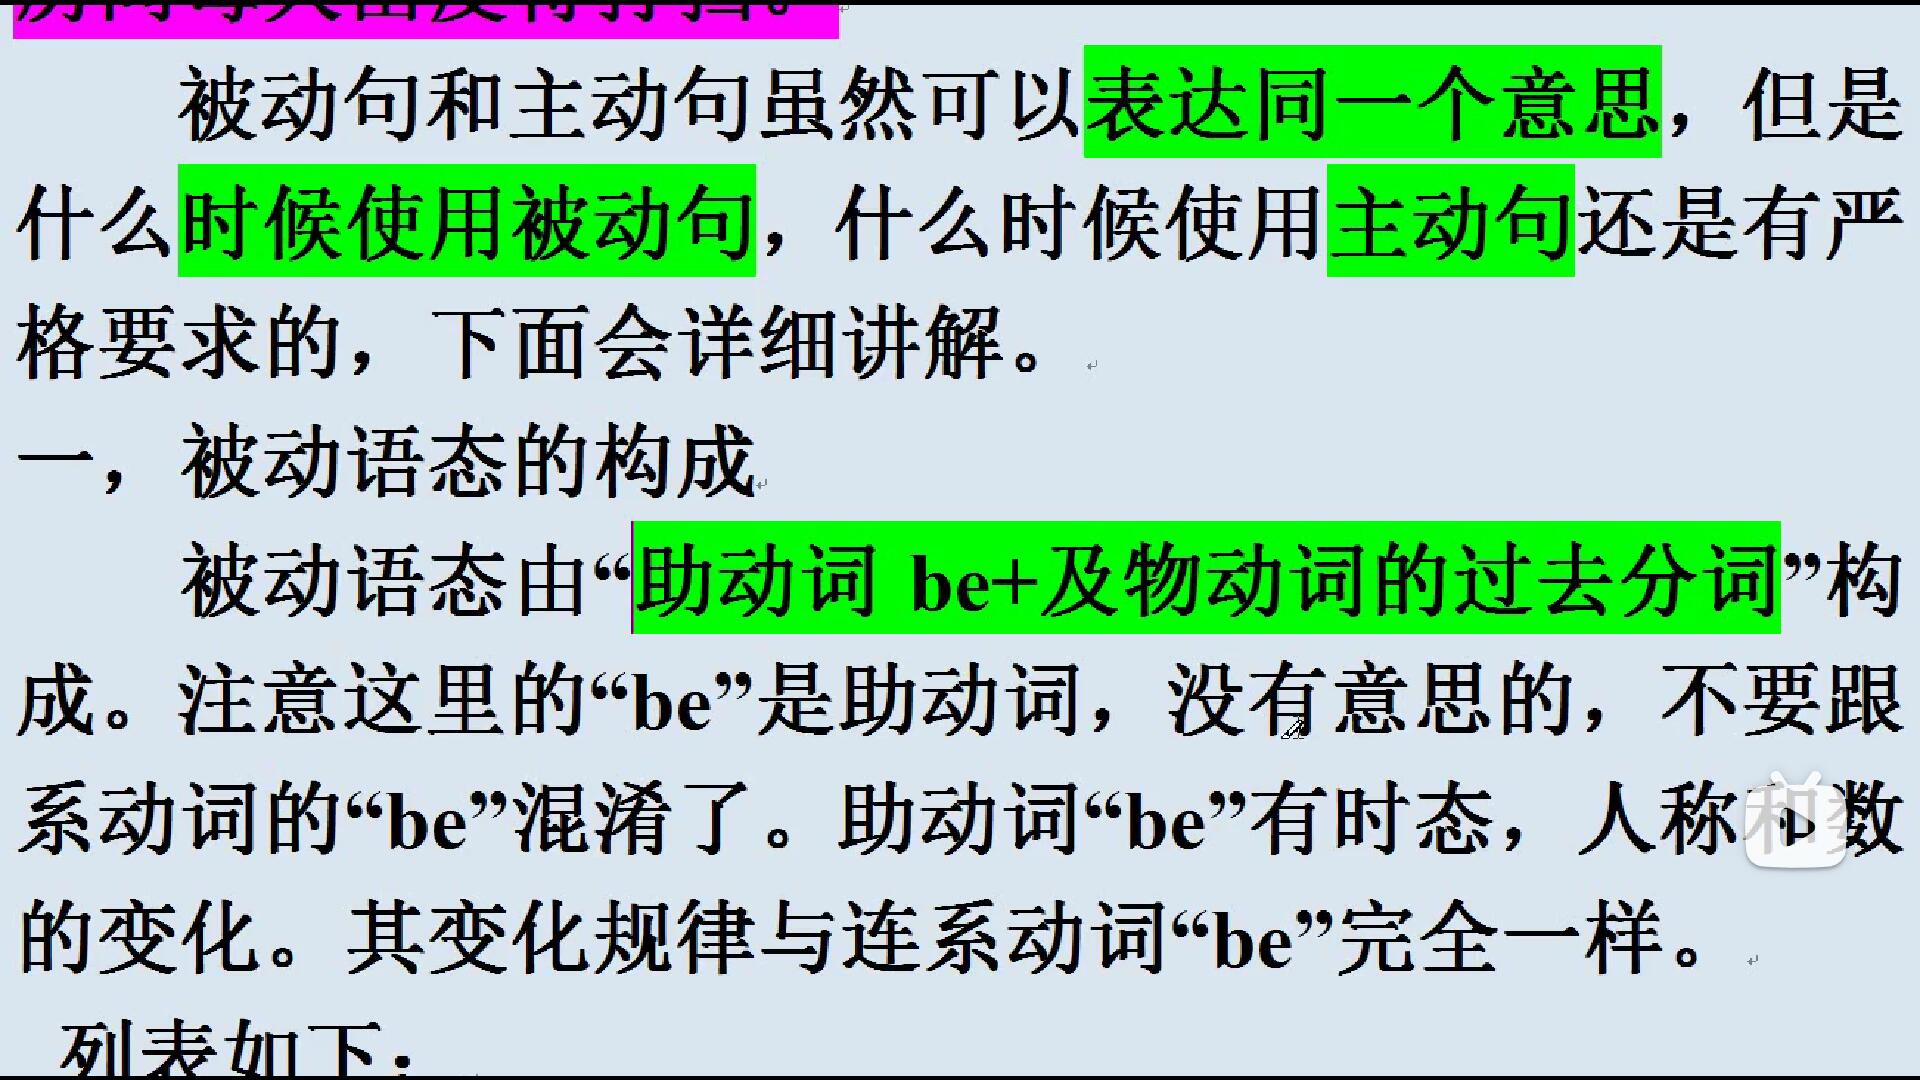 被动句和主动句虽然可以表达同一个意思，但是
什么时候使用被动句，什么时候使用主动句还是有严
格要求的，下面会详细讲解。
一，被动语态的构成
被动语态由“助动词 be+及物动词的过去分词”构
成。注意这里的“be”是助动词，没有意思的，不要跟
系动词的“be”混淆了。助动词“be”有时态，人称和数
的变化。其变化规律与连系动词“be”完全一样。
列表如下：